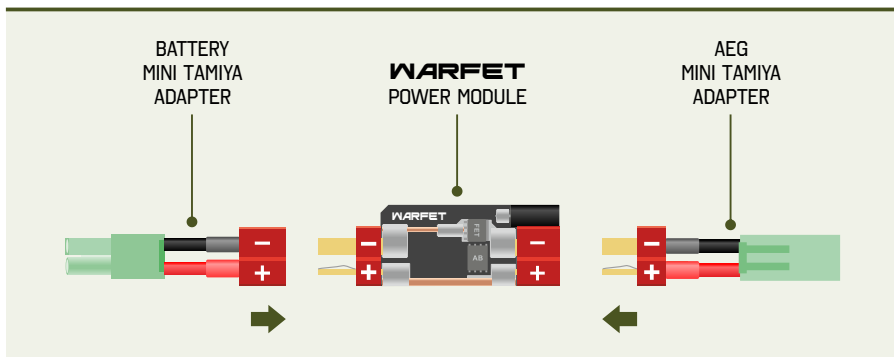 BATTERY
MINI TAMIYA
ADAPTER
WARFET
POWER MODULE
AEG
MINI TAMIYA
ADAPTER
WARFET
FET
AB
− − − −
+ + + +